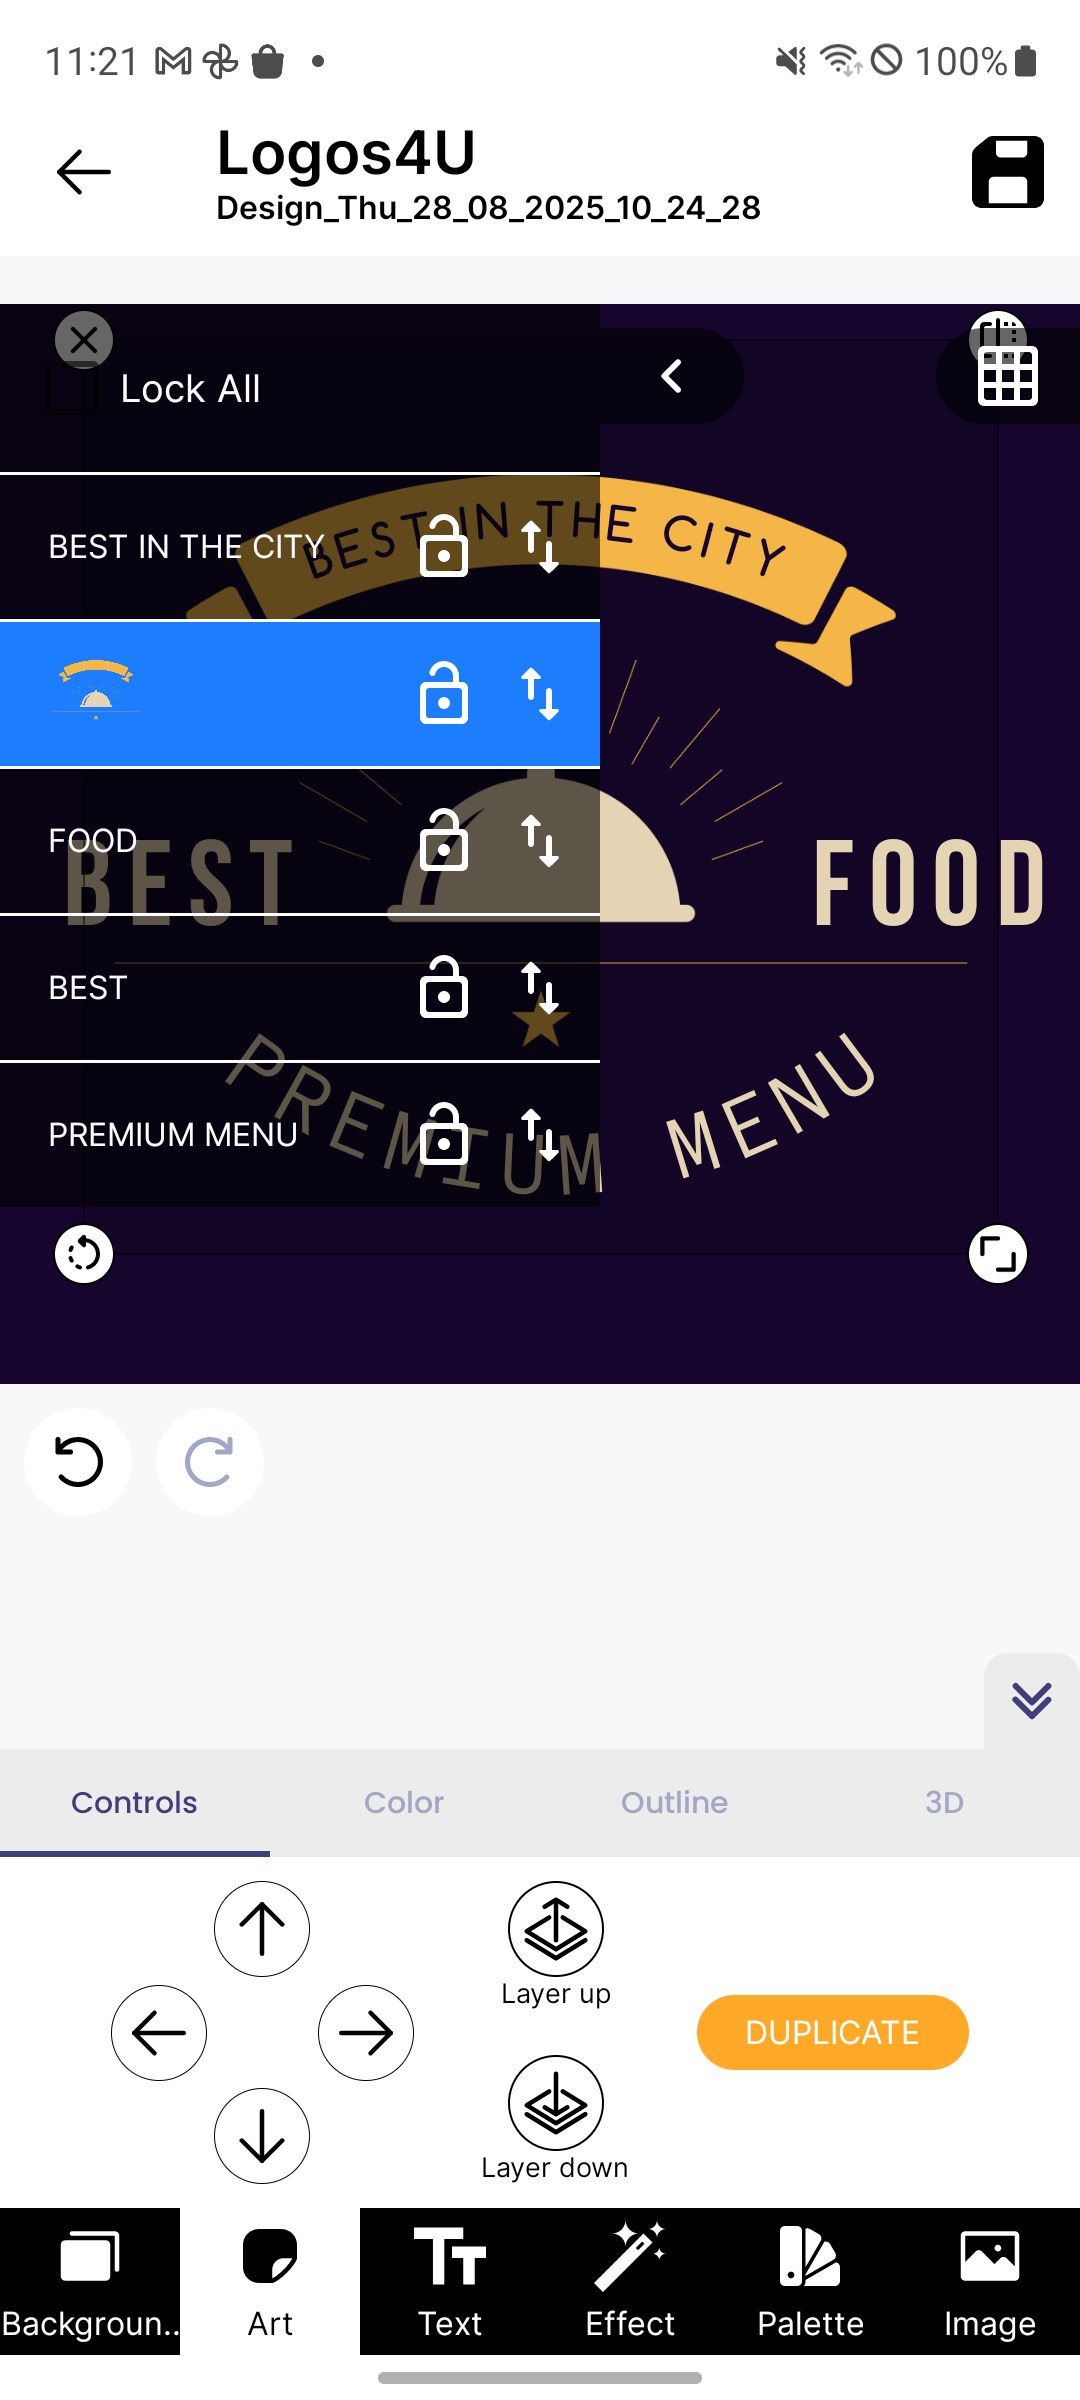 11:21
100%
Logos4U
Design_Thu_28_08_2025_10_24_28
Lock All
BEST IN THE CITY
BEST IN THE CITY
FOOD
BEST
FOOD
BEST
PREMIUM MENU
PREMIUM MENU
Controls
Color
Outline
3D
Layer up
DUPLICATE
Layer down
Backgroun..
Art
Text
Effect
Palette
Image